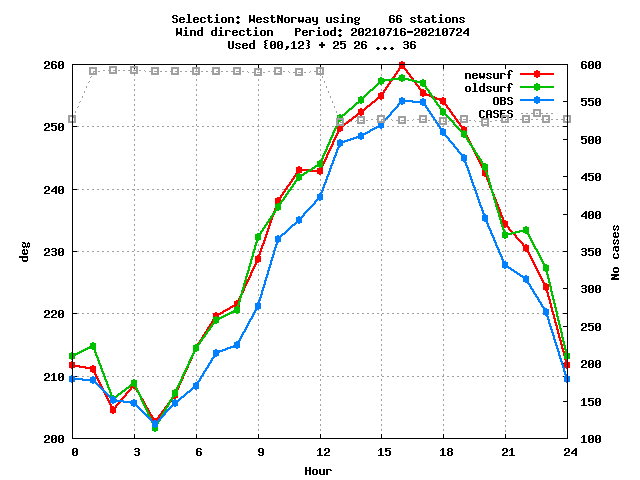 Selection: WestNorway using    66 stations
Wind direction   Period: 20210716-20210724
Used {00,12} + 25 26 ... 36
newsurf
oldsurf
OBS
CASES
260
250
240
230
220
210
200
deg
600
550
500
450
400
350
300
250
200
150
100
No cases
0 3 6 9 12 15 18 21 24
Hour